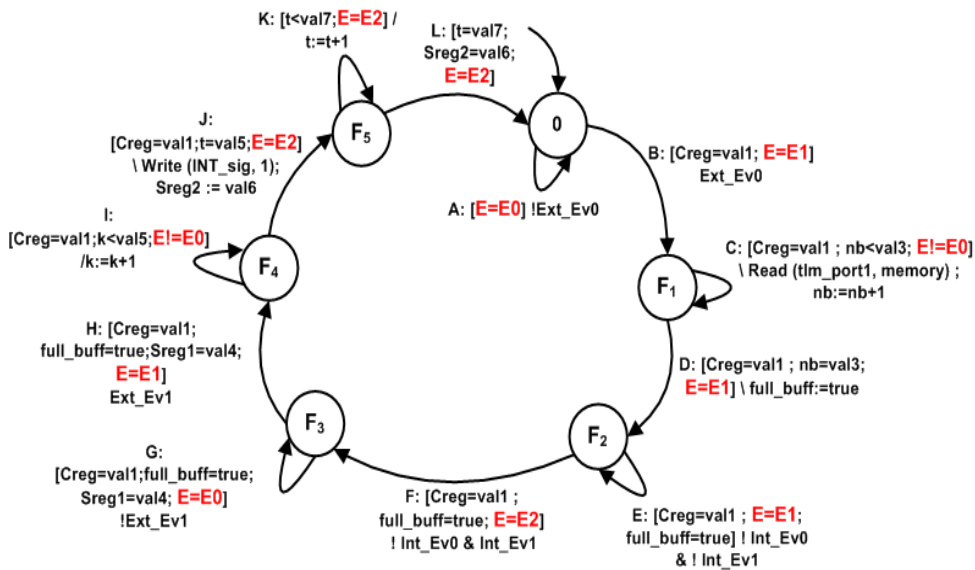 K: [t<val7;E=E2] /
t:=t+1
L: [t=val7;
Sreg2=val6;
E=E2]
F5
0
J:
[Creg=val1;t=val5;E=E2]
\ Write (INT_sig, 1);
Sreg2 := val6
B: [Creg=val1; E=E1]
Ext_Ev0
A: [E=E0] !Ext_Ev0
I:
[Creg=val1;k<val5;E!=E0]
/k:=k+1
F4
C: [Creg=val1 ; nb<val3; E!=E0]
\ Read (tlm_port1, memory) ;
nb:=nb+1
F1
H: [Creg=val1;
full_buff=true;Sreg1=val4;
E=E1]
Ext_Ev1
D: [Creg=val1 ; nb=val3;
E=E1] \ full_buff:=true
F3
F2
G:
[Creg=val1;full_buff=true;
Sreg1=val4; E=E0]
!Ext_Ev1
F: [Creg=val1 ;
full_buff=true; E=E2]
! Int_Ev0 & Int_Ev1
E: [Creg=val1 ; E=E1;
full_buff=true] ! Int_Ev0
& ! Int_Ev1